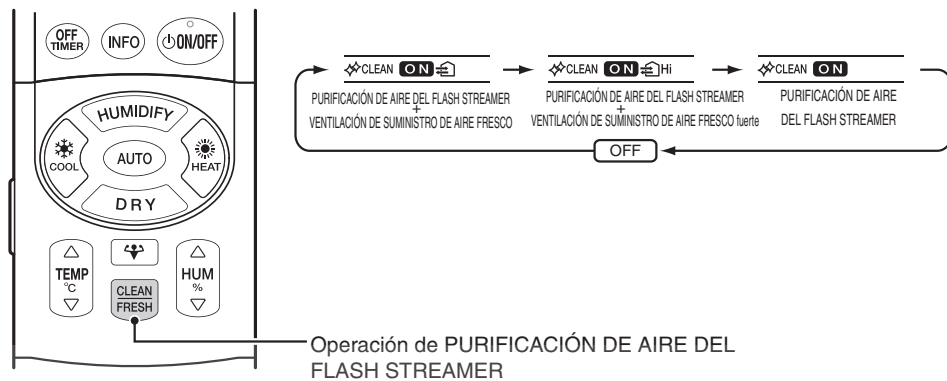 OFF
TIMER
INFO
ON/OFF
HUMIDIFY
COOL
AUTO
HEAT
DRY
TEMP
°C
HUM
%
CLEAN
FRESH
CLEAN ON
PURIFICACIÓN DE AIRE DEL FLASH STREAMER
+
VENTILACIÓN DE SUMINISTRO DE AIRE FRESCO
CLEAN ON Hi
PURIFICACIÓN DE AIRE DEL FLASH STREAMER
+
VENTILACIÓN DE SUMINISTRO DE AIRE FRESCO fuerte
CLEAN ON
PURIFICACIÓN DE AIRE
DEL FLASH STREAMER
OFF
Operación de PURIFICACIÓN DE AIRE DEL
FLASH STREAMER